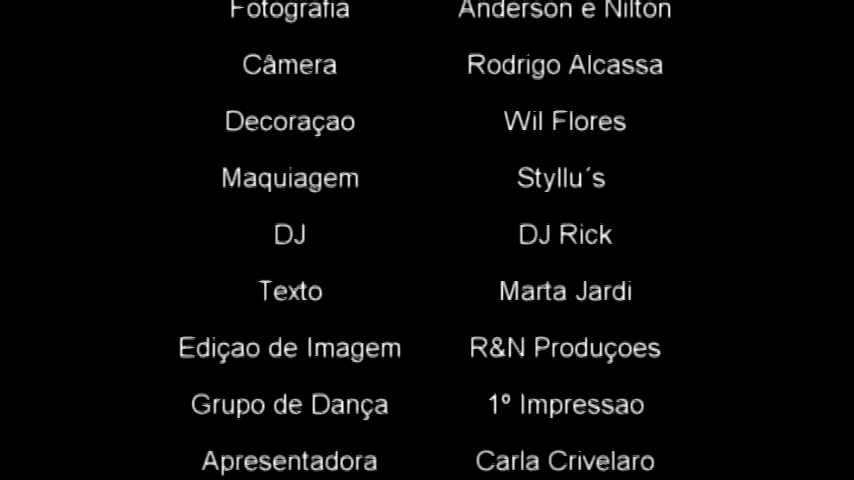 Fotografia Anderson e Nilton
Câmera Rodrigo Alcassa
Decoraçao Wil Flores
Maquiagem Styllu´s
DJ DJ Rick
Texto Marta Jardi
Ediçao de Imagem R&N Produçoes
Grupo de Dança 1º Impressao
Apresentadora Carla Crivelaro